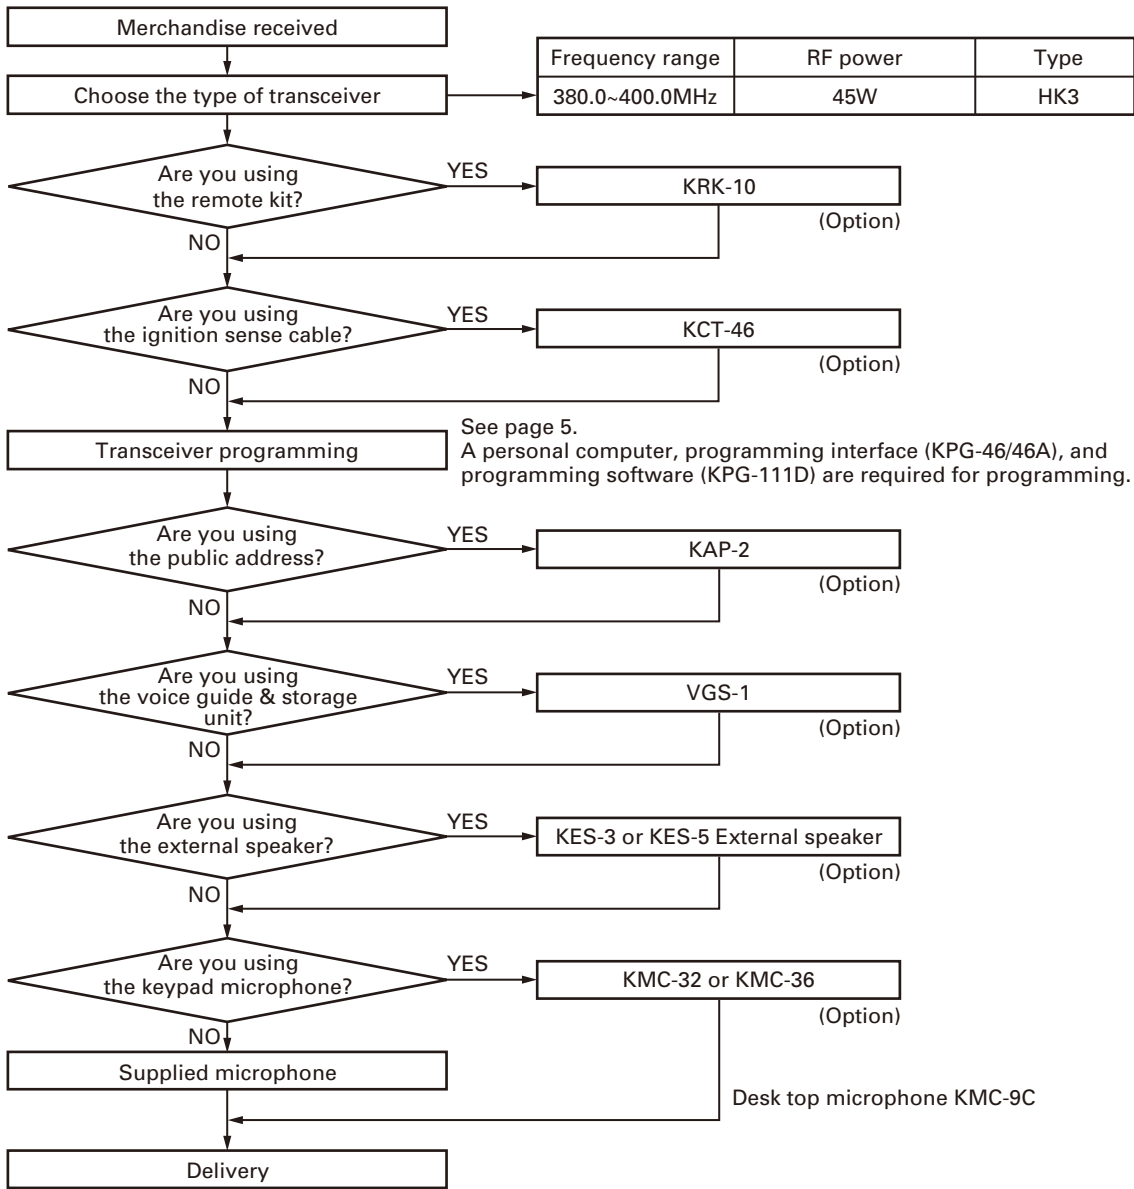 Merchandise received
Choose the type of transceiver
Frequency range RF power Type
380.0~400.0MHz 45W HK3
Are you using
the remote kit?
YES
KRK-10
(Option)
NO
Are you using
the ignition sense cable?
YES
KCT-46
(Option)
NO
Transceiver programming
See page 5.
A personal computer, programming interface (KPG-46/46A), and
programming software (KPG-111D) are required for programming.
Are you using
the public address?
YES
KAP-2
(Option)
NO
Are you using
the voice guide & storage
unit?
YES
VGS-1
(Option)
NO
Are you using
the external speaker?
YES
KES-3 or KES-5 External speaker
(Option)
NO
Are you using
the keypad microphone?
YES
KMC-32 or KMC-36
(Option)
NO
Supplied microphone
Desk top microphone KMC-9C
Delivery